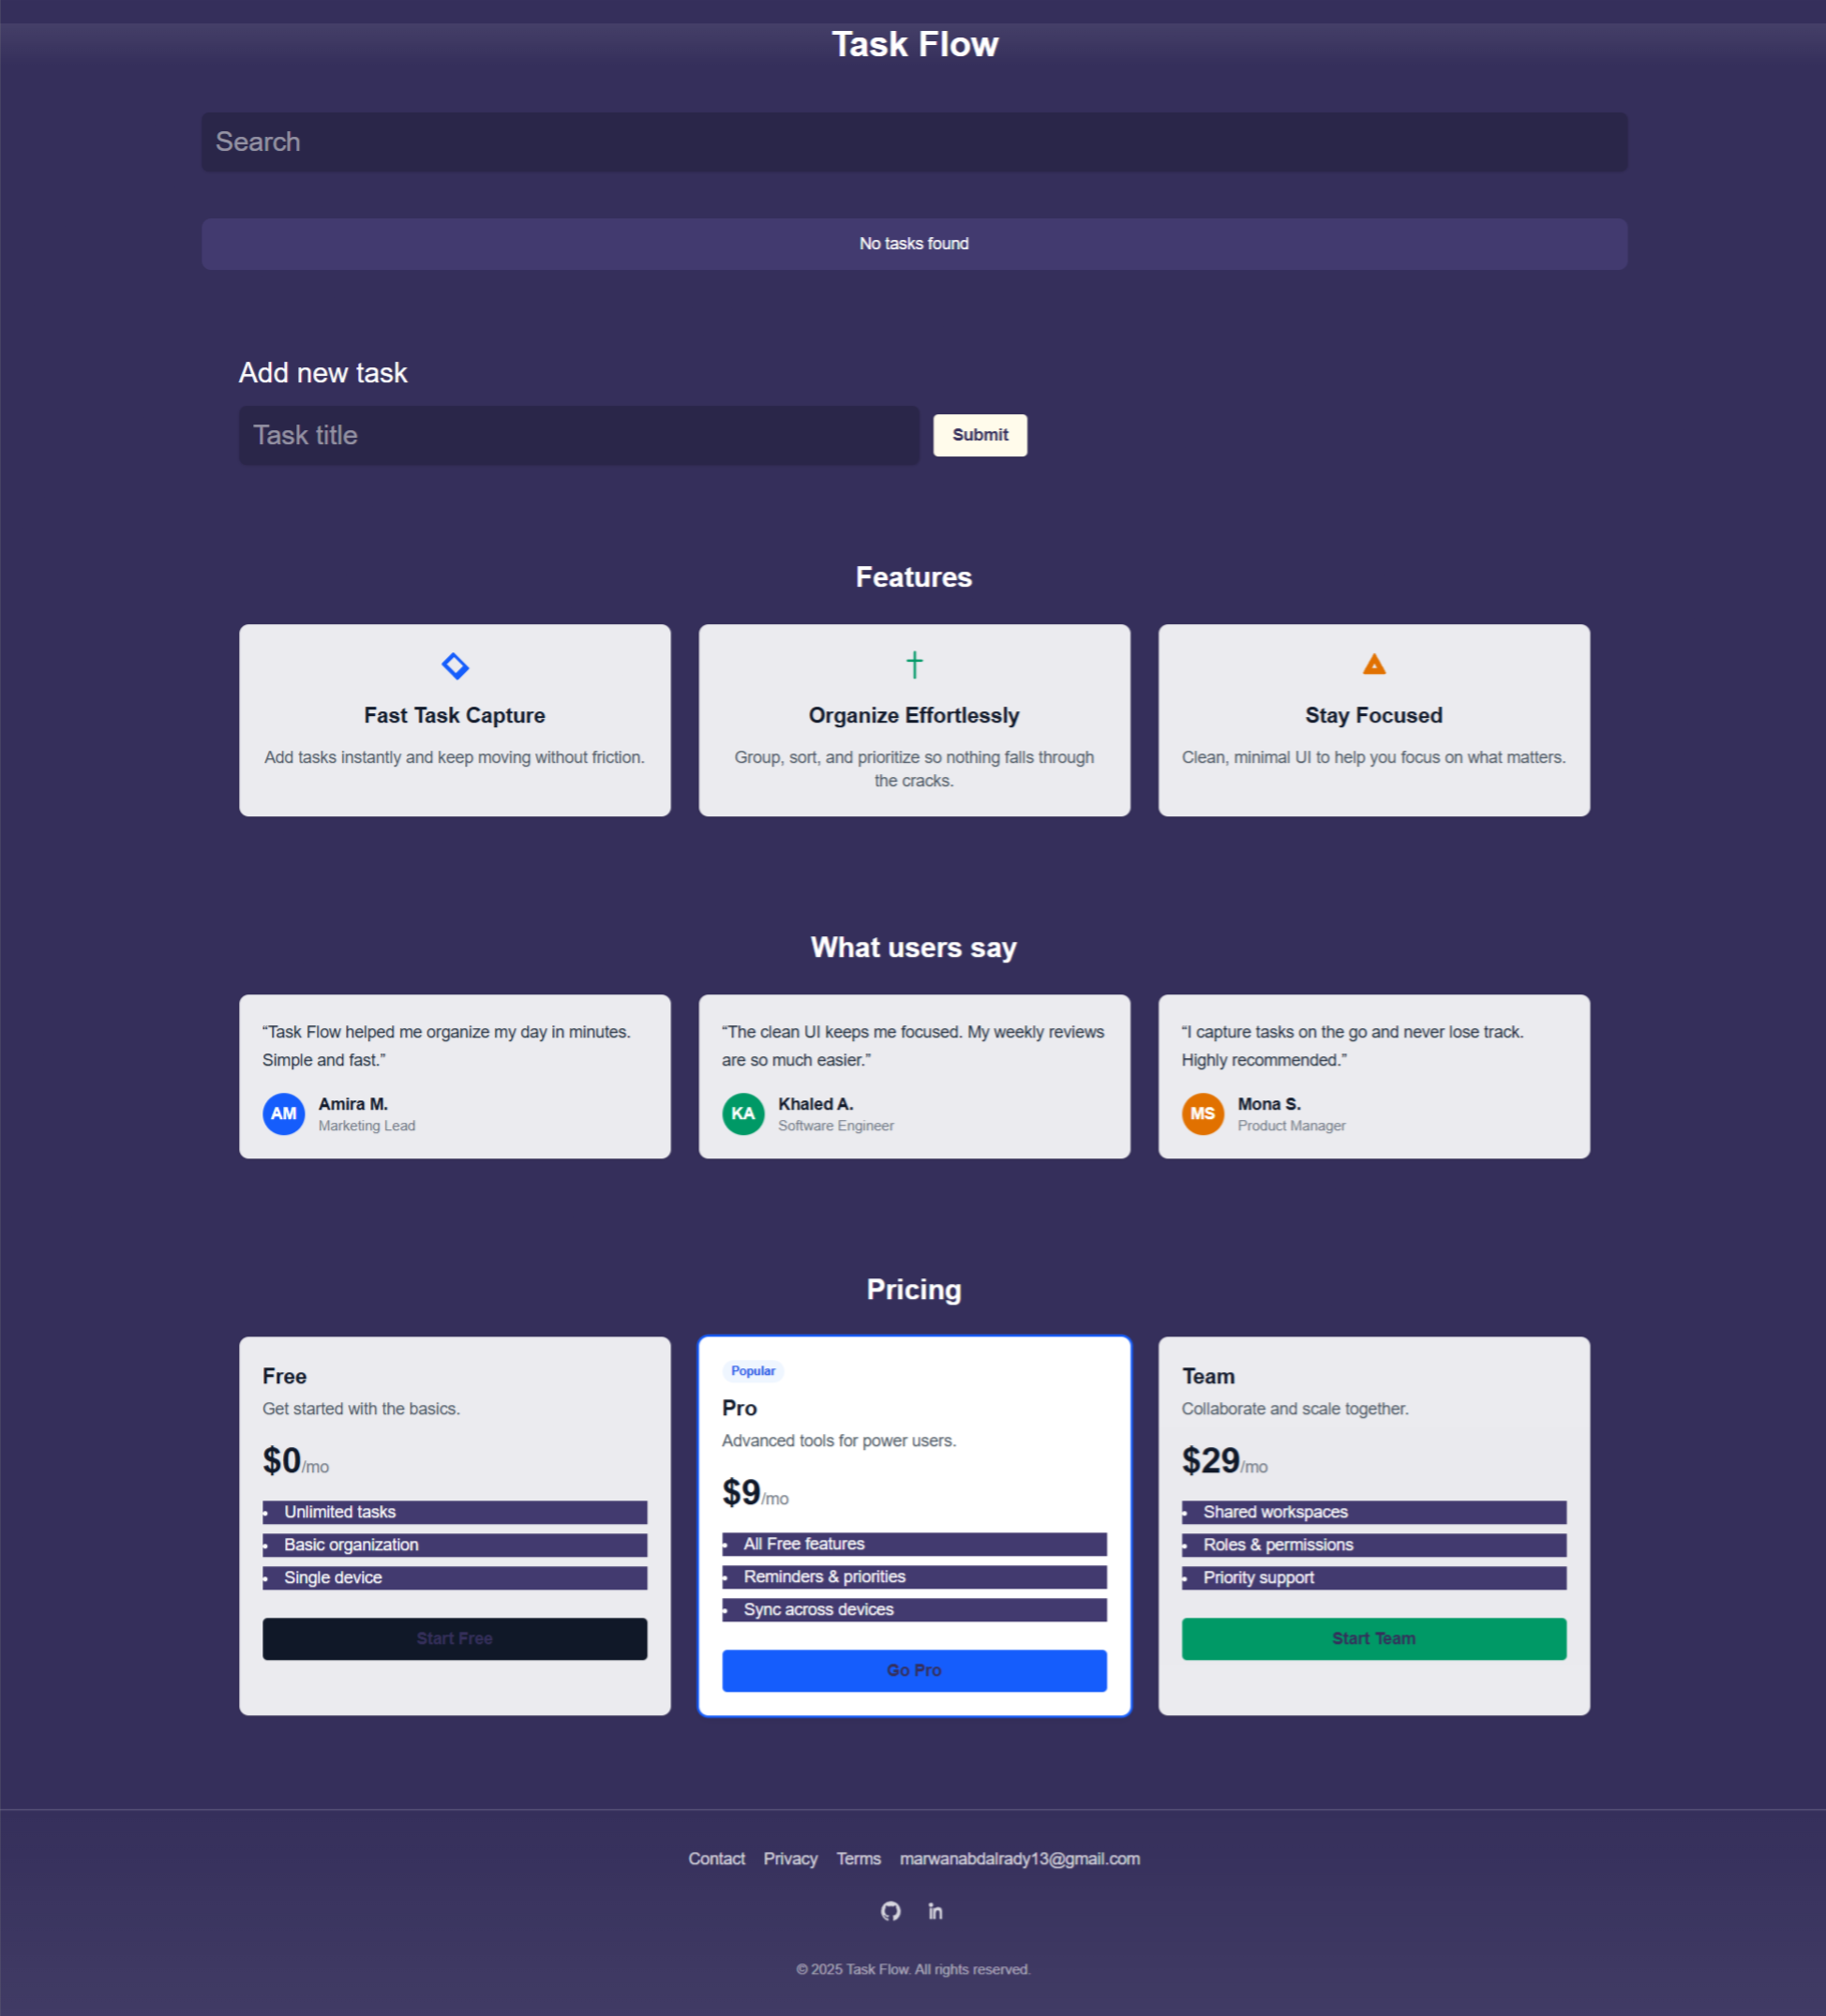 Task Flow
Search
No tasks found
Add new task
Task title
Submit
Features
Fast Task Capture
Add tasks instantly and keep moving without friction.
Organize Effortlessly
Group, sort, and prioritize so nothing falls through
the cracks.
Stay Focused
Clean, minimal UI to help you focus on what matters.
What users say
“Task Flow helped me organize my day in minutes.
Simple and fast.”
AM
Amira M.
Marketing Lead
“The clean UI keeps me focused. My weekly reviews
are so much easier.”
KA
Khaled A.
Software Engineer
“I capture tasks on the go and never lose track.
Highly recommended.”
MS
Mona S.
Product Manager
Pricing
Free
Get started with the basics.
$0/mo
• Unlimited tasks
• Basic organization
• Single device
Start Free
Popular
Pro
Advanced tools for power users.
$9/mo
• All Free features
• Reminders & priorities
• Sync across devices
Go Pro
Team
Collaborate and scale together.
$29/mo
• Shared workspaces
• Roles & permissions
• Priority support
Start Team
Contact Privacy Terms marwanabdalrady13@gmail.com
in
© 2025 Task Flow. All rights reserved.